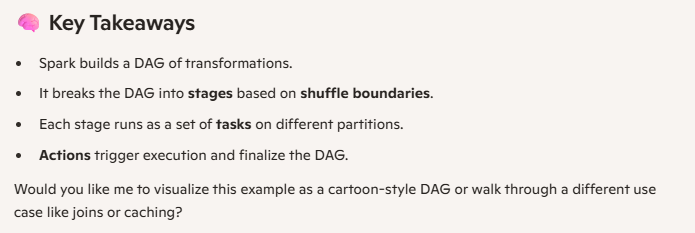 🧠 Key Takeaways
• Spark builds a DAG of transformations.
• It breaks the DAG into stages based on shuffle boundaries.
• Each stage runs as a set of tasks on different partitions.
• Actions trigger execution and finalize the DAG.
Would you like me to visualize this example as a cartoon-style DAG or walk through a different use
case like joins or caching?